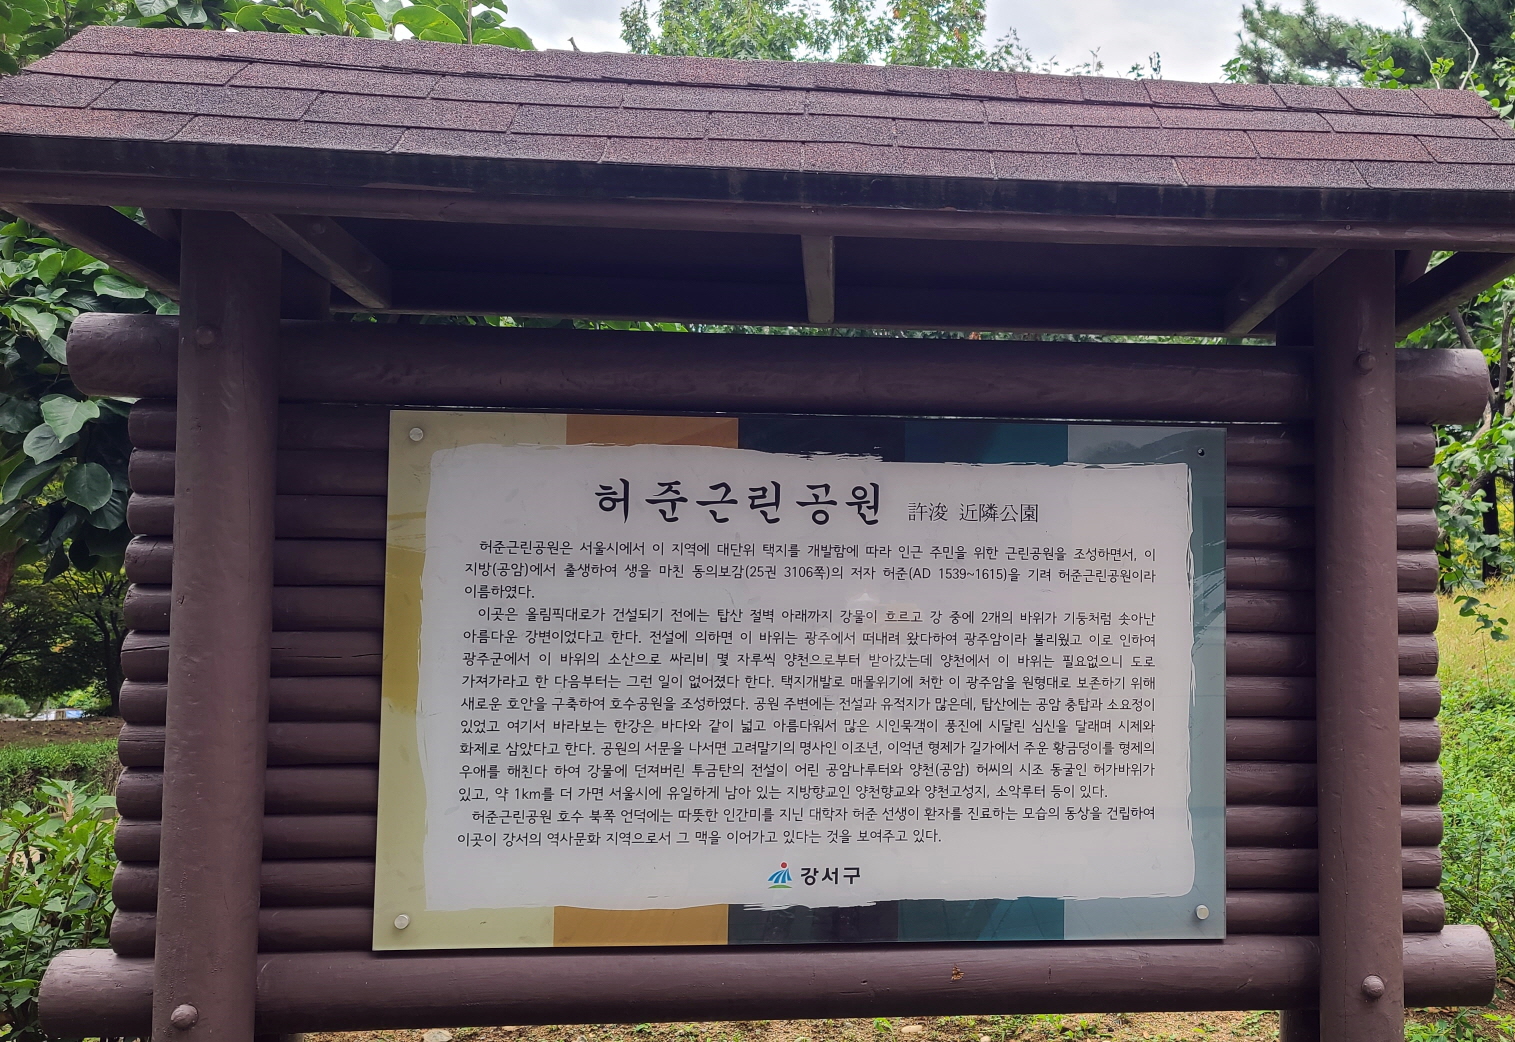 허준근린공원 許浚 近隣公園
허준근린공원은 서울시에서 이 지역에 대단위 택지를 개발함에 따라 인근 주민을 위한 근린공원을 조성하면서, 이
지방(공암)에서 출생하여 생을 마친 동의보감(25권 3106쪽)의 저자 허준(AD 1539~1615)을 기려 허준근린공원이라
이름하였다.
이곳은 올림픽대로가 건설되기 전에는 탑산 절벽 아래까지 강물이 흐르고 강 중에 2개의 바위가 기둥처럼 솟아난
아름다운 강변이었다고 한다. 전설에 의하면 이 바위는 광주에서 떠내려 왔다하여 광주암이라 불리웠고 이로 인하여
광주군에서 이 바위의 소산으로 싸리비 몇 자루씩 양천으로부터 받아갔는데 양천에서 이 바위는 필요없으니 도로
가져가라고 한 다음부터는 그런 일이 없어졌다 한다. 택지개발로 매몰위기에 처한 이 광주암을 원형대로 보존하기 위해
새로운 호안을 구축하여 호수공원을 조성하였다. 공원 주변에는 전설과 유적지가 많은데, 탑산에는 공암 층탑과 소요정이
있었고 여기서 바라보는 한강은 바다와 같이 넓고 아름다워서 많은 시인묵객이 풍진에 시달린 심신을 달래며 시제와
화제로 삼았다고 한다. 공원의 서문을 나서면 고려말기의 명사인 이조년, 이억년 형제가 길가에서 주운 황금덩이를 형제의
우애를 해친다 하여 강물에 던져버린 투금탄의 전설이 어린 공암나루터와 양천(공암) 허씨의 시조 동굴인 허가바위가
있고, 약 1km를 더 가면 서울시에 유일하게 남아 있는 지방향교인 양천향교와 양천고성지, 소악루터 등이 있다.
허준근린공원 호수 북쪽 언덕에는 따뜻한 인간미를 지닌 대학자 허준 선생이 환자를 진료하는 모습의 동상을 건립하여
이곳이 강서의 역사문화 지역으로서 그 맥을 이어가고 있다는 것을 보여주고 있다.
강서구